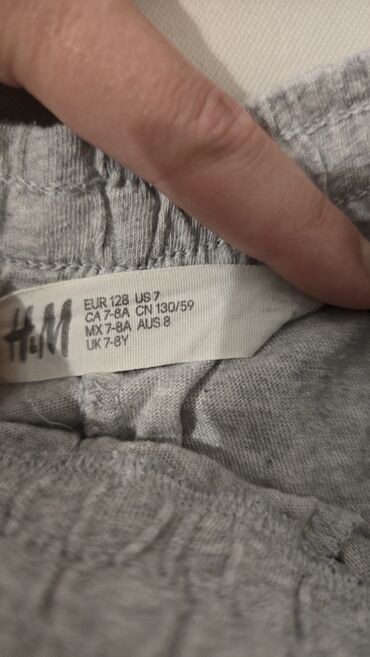 H&M
EUR 128 US 7
CA 7-8A CN 130/59
MX 7-8A AUS 8
UK 7-8Y